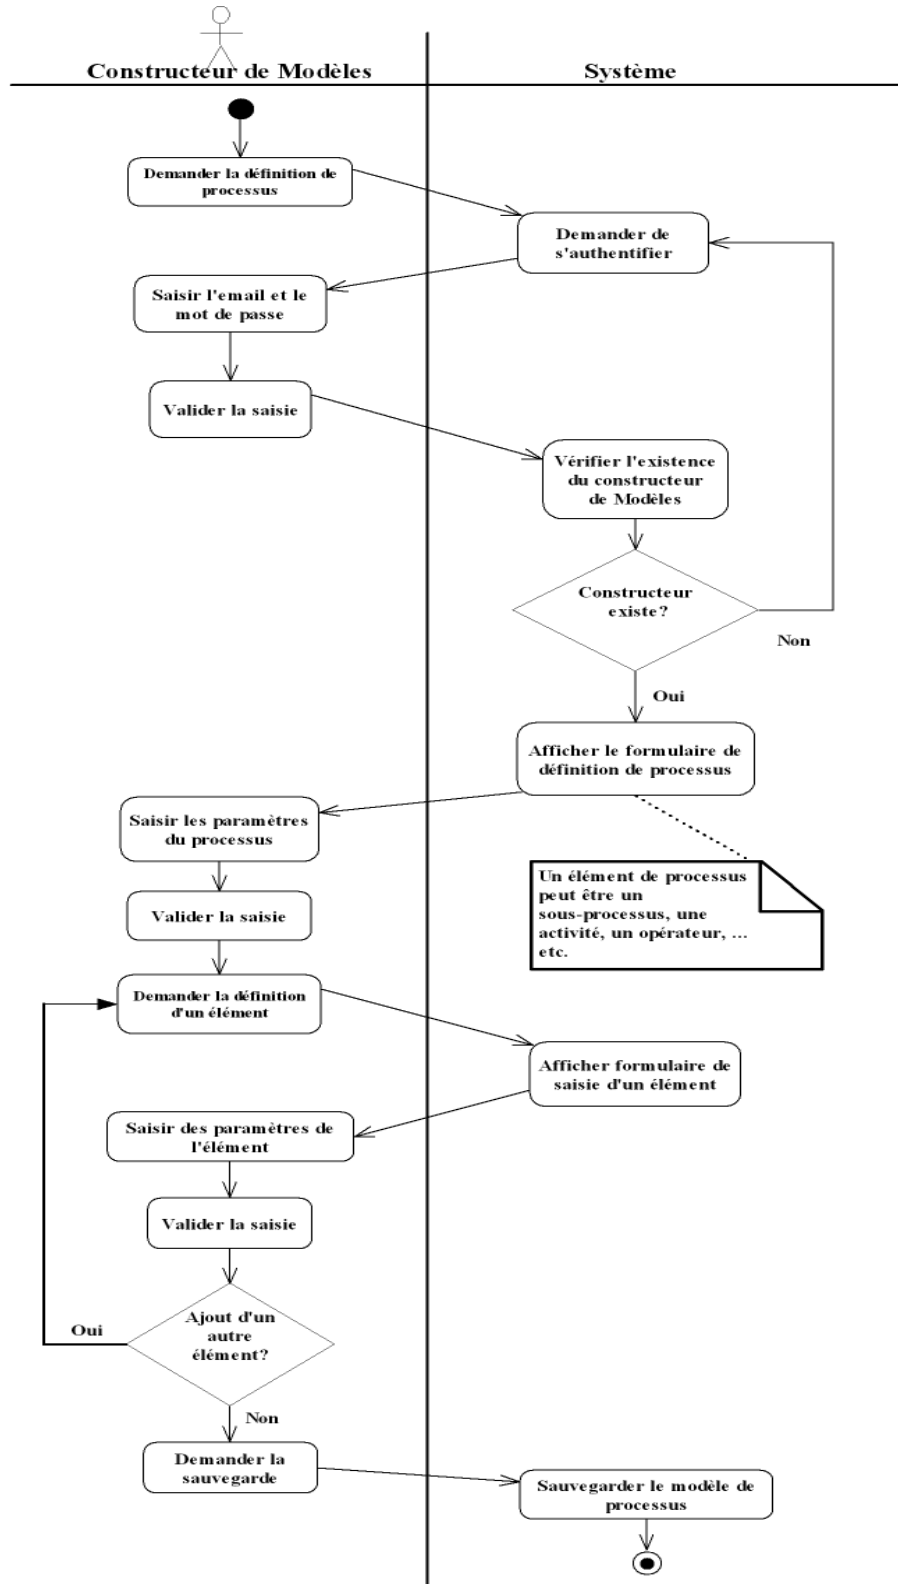 Constructeur de Modèles
Système
Demander la définition de
processus
Demander de
s'authentifier
Saisir l'email et le
mot de passe
Valider la saisie
Vérifier l'existence
du constructeur
de Modèles
Constructeur
existe?
Non
Oui
Afficher le formulaire de
définition de processus
Saisir les paramètres
du processus
Un élément de processus
peut être un
sous-processus, une
activité, un opérateur, ...
etc.
Valider la saisie
Demander la définition
d'un élément
Afficher formulaire de
saisie d'un élément
Saisir des paramètres de
l'élément
Valider la saisie
Ajout d'un
autre
élément?
Oui
Non
Demander la
sauvegarde
Sauvegarder le modèle de
processus